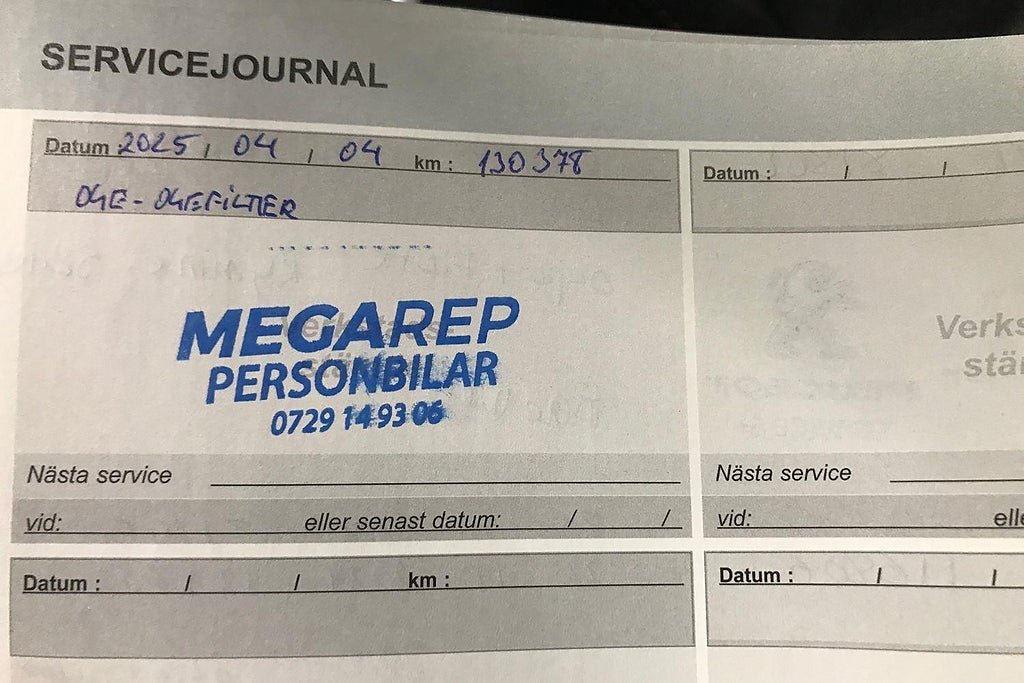 SERVICEJOURNAL
Datum : 2025 / 04 / 04 km : 130378
OLJE - OLJEFILTER
MEGAREP
PERSONBILAR
0729 14 93 06
Nästa service
vid: eller senast datum: / /
Datum : / /
Verks
stä
Nästa service
vid: elle
Datum : / / km :
Datum : / /